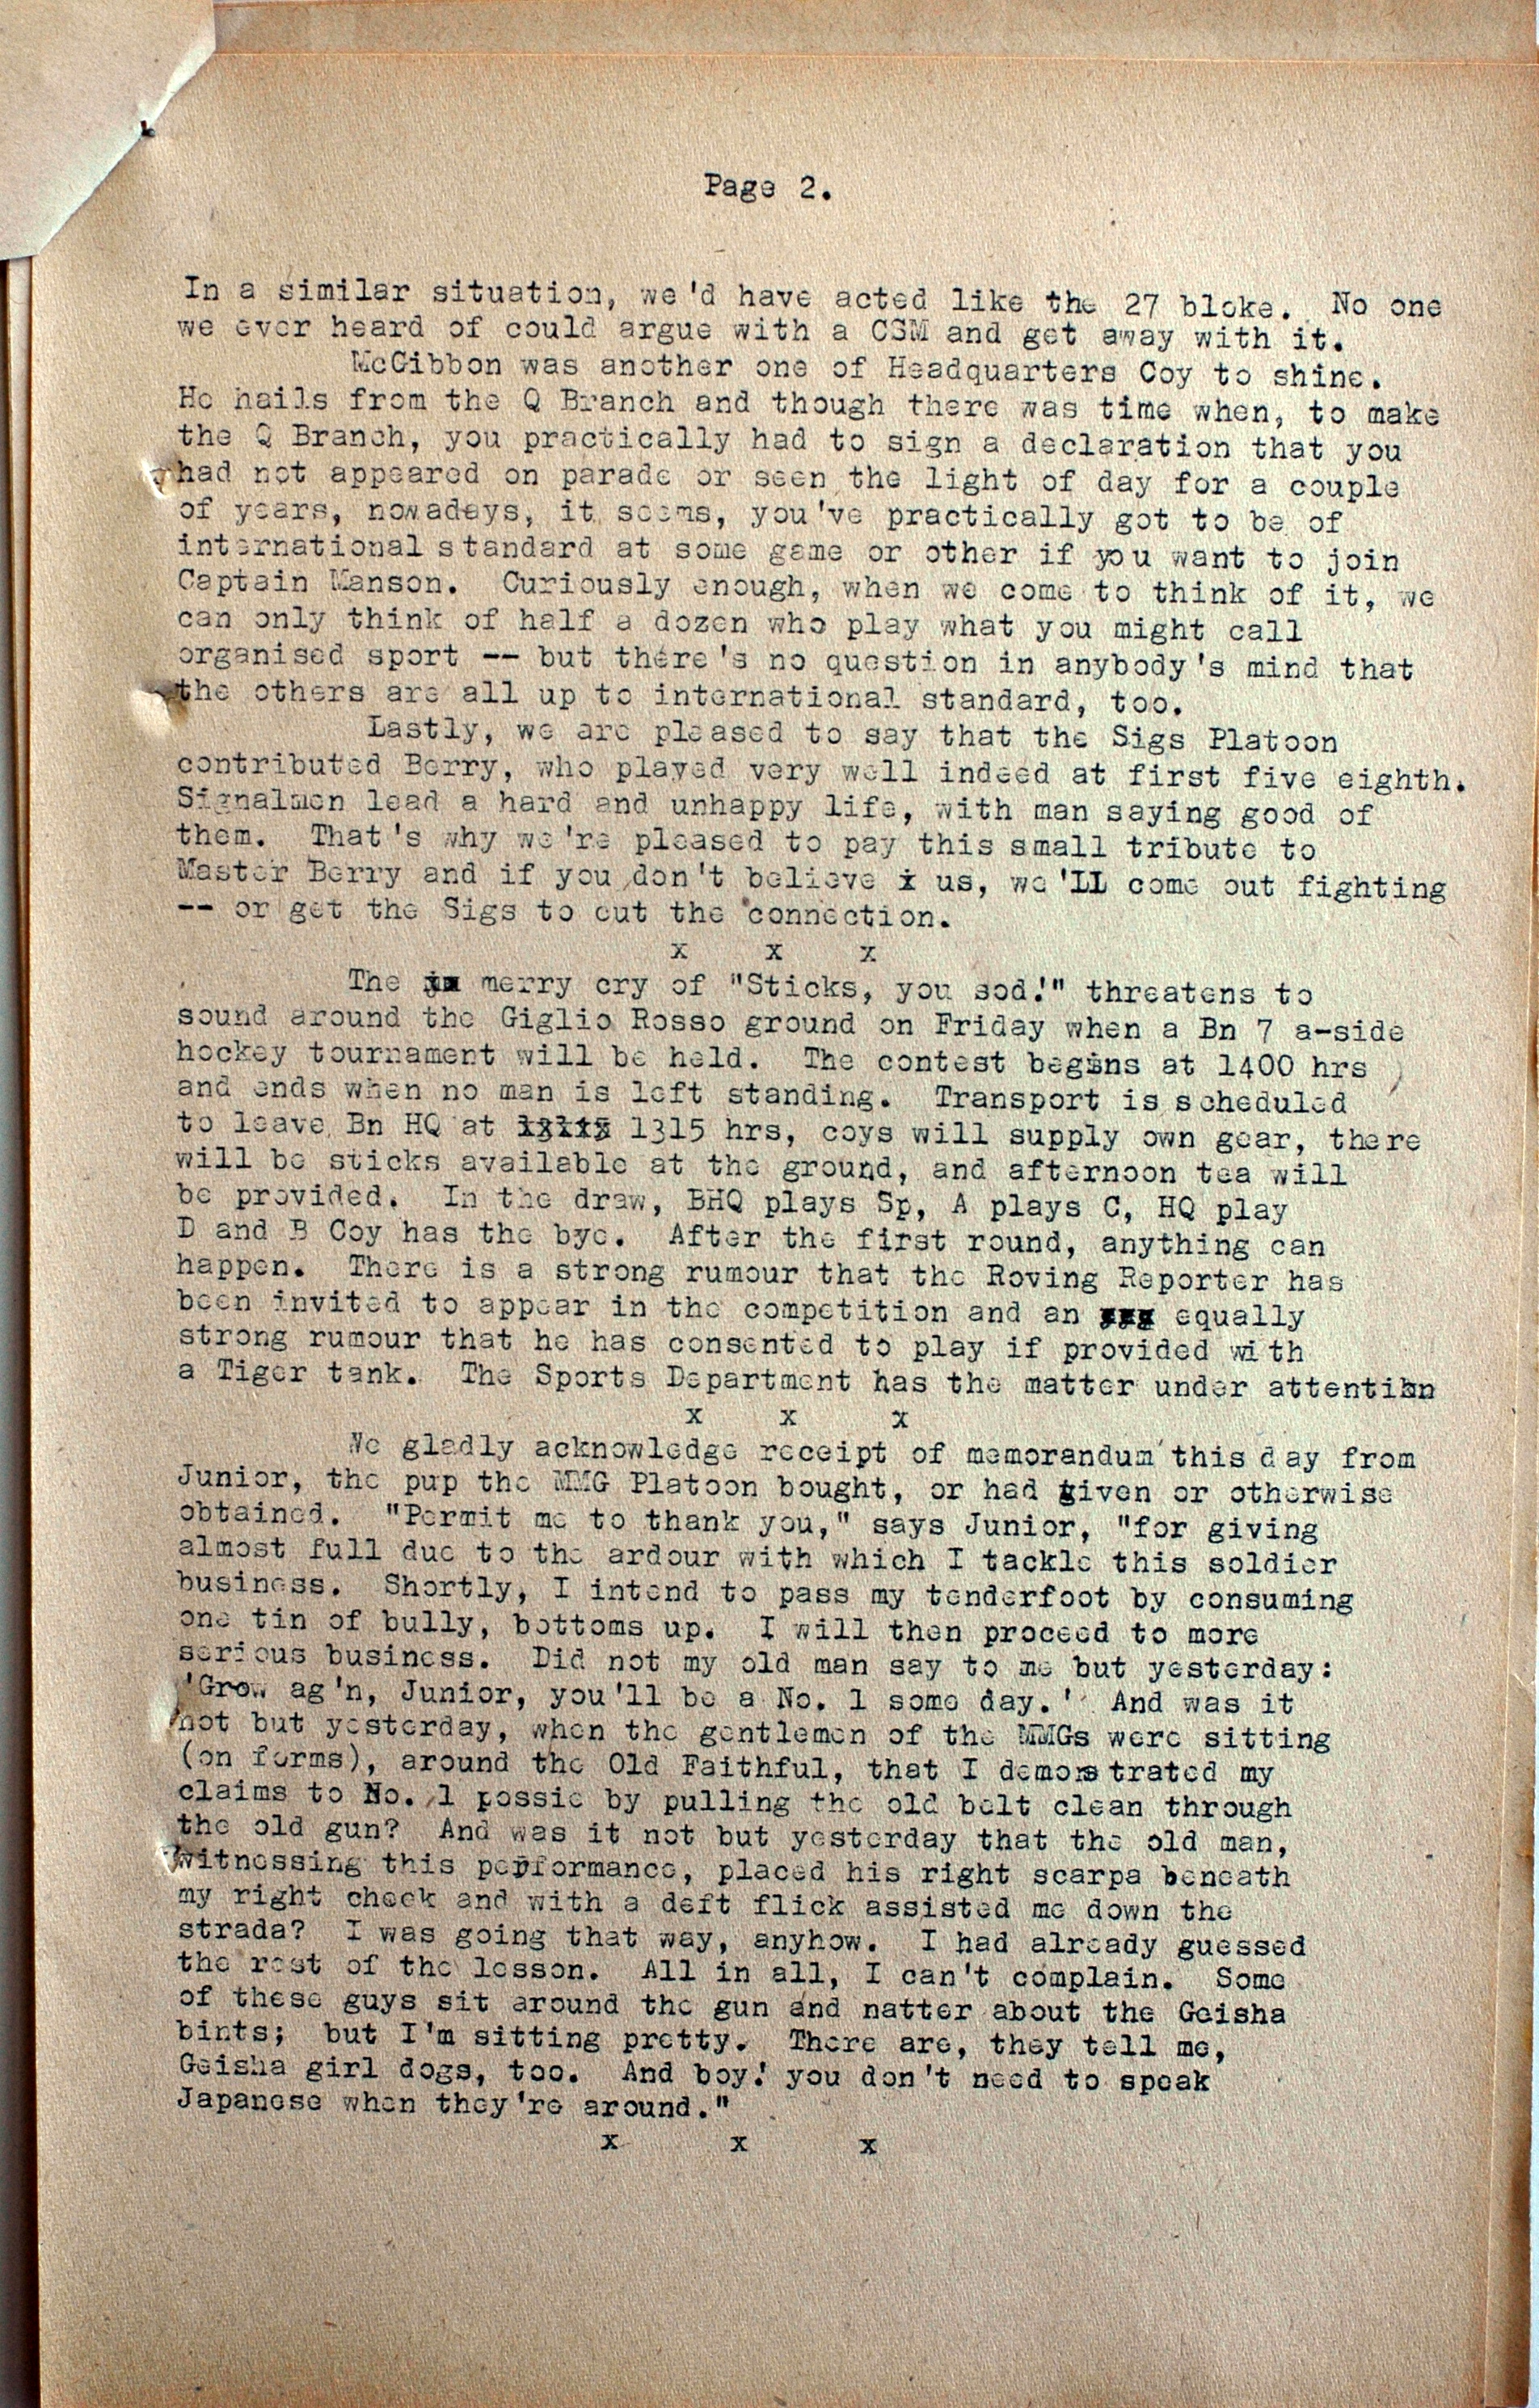 Page 2.
In a similar situation, we'd have acted like the 27 bloke. No one
we ever heard of could argue with a CSM and get away with it.
McGibbon was another one of Headquarters Coy to shine.
He hails from the Q Branch and though there was time when, to make
the Q Branch, you practically had to sign a declaration that you
had not appeared on parade or seen the light of day for a couple
of years, nowadays, it seems, you've practically got to be of
international standard at some game or other if you want to join
Captain Manson. Curiously enough, when we come to think of it, we
can only think of half a dozen who play what you might call
organised sport -- but there's no question in anybody's mind that
the others are all up to international standard, too.
Lastly, we are pleased to say that the Sigs Platoon
contributed Berry, who played very well indeed at first five eighth.
Signalmen lead a hard and unhappy life, with man saying good of
them. That's why we're pleased to pay this small tribute to
Master Berry and if you don't believe x us, we'LL come out fighting
-- or get the Sigs to cut the connection.
x x x
The merry cry of "Sticks, you sod!" threatens to
sound around the Giglio Rosso ground on Friday when a Bn 7 a-side
hockey tournament will be held. The contest begins at 1400 hrs
and ends when no man is left standing. Transport is scheduled
to leave Bn HQ at 1315 hrs, coys will supply own gear, there
will be sticks available at the ground, and afternoon tea will
be provided. In the draw, BHQ plays Sp, A plays C, HQ play
D and B Coy has the bye. After the first round, anything can
happen. There is a strong rumour that the Roving Reporter has
been invited to appear in the competition and an equally
strong rumour that he has consented to play if provided with
a Tiger tank. The Sports Department has the matter under attention
x x x
We gladly acknowledge receipt of memorandum this day from
Junior, the pup the MMG Platoon bought, or had given or otherwise
obtained. "Permit me to thank you," says Junior, "for giving
almost full due to the ardour with which I tackle this soldier
business. Shortly, I intend to pass my tenderfoot by consuming
one tin of bully, bottoms up. I will then proceed to more
serious business. Did not my old man say to me but yesterday:
'Grow ag'n, Junior, you'll be a No. 1 some day.' And was it
not but yesterday, when the gentlemen of the MMGs were sitting
(on forms), around the Old Faithful, that I demonstrated my
claims to No. 1 possie by pulling the old belt clean through
the old gun? And was it not but yesterday that the old man,
witnessing this performance, placed his right scarpa beneath
my right cheek and with a deft flick assisted me down the
strada? I was going that way, anyhow. I had already guessed
the rest of the lesson. All in all, I can't complain. Some
of these guys sit around the gun and natter about the Geisha
bints; but I'm sitting pretty. There are, they tell me,
Geisha girl dogs, too. And boy! you don't need to speak
Japanese when they're around."
x x x